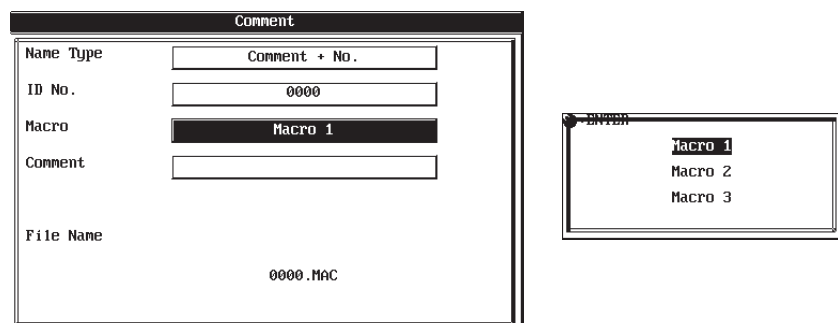 Comment
Name Type Comment + No.
ID No. 0000
Macro Macro 1
Comment
File Name
0000.MAC
ENTER
Macro 1
Macro 2
Macro 3